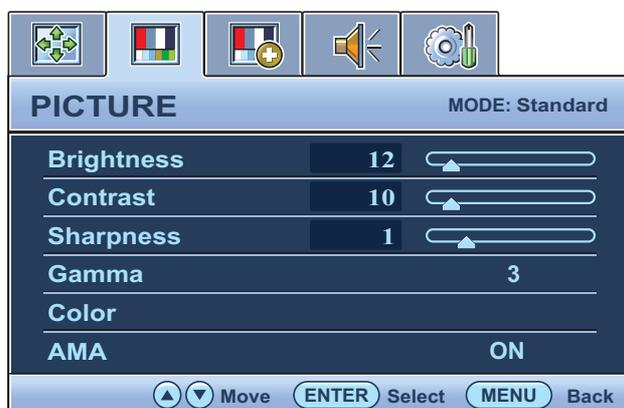 PICTURE MODE: Standard
Brightness 12
Contrast 10
Sharpness 1
Gamma 3
Color
AMA ON
Move ENTER Select MENU Back